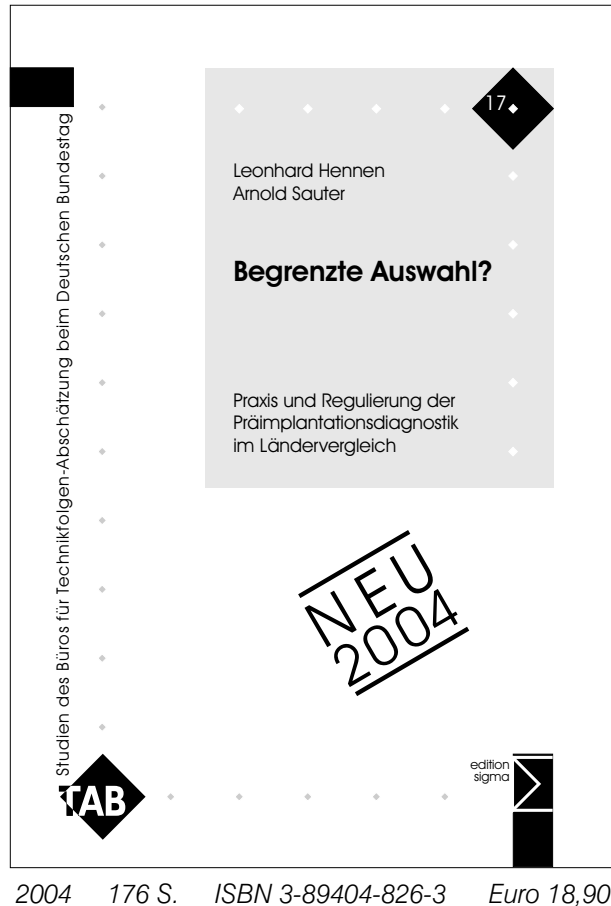 17
Leonhard Hennen
Arnold Sauter
Begrenzte Auswahl?
Praxis und Regulierung der
Präimplantationsdiagnostik
im Ländervergleich
Studien des Büros für Technikfolgen-Abschätzung beim Deutschen Bundestag
NEU
2004
edition
sigma
TAB
2004 176 S. ISBN 3-89404-826-3 Euro 18,90